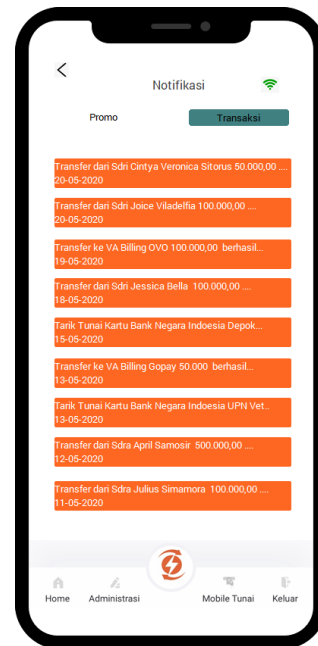 Notifikasi
Promo
Transaksi
Transfer dari Sdri Cintya Veronica Sitorus 50.000,00 ....
20-05-2020
Transfer dari Sdri Joice Viladelfia 100.000,00 ....
20-05-2020
Transfer ke VA Billing OVO 100.000,00 berhasil...
19-05-2020
Transfer dari Sdri Jessica Bella 100.000,00 ....
18-05-2020
Tarik Tunai Kartu Bank Negara Indoesia Depok...
15-05-2020
Transfer ke VA Billing Gopay 50.000 berhasil...
13-05-2020
Tarik Tunai Kartu Bank Negara Indoesia UPN Vet..
13-05-2020
Transfer dari Sdra April Samosir 500.000,00 ....
12-05-2020
Transfer dari Sdra Julius Simamora 100.000,00 ....
11-05-2020
Home
Administrasi
Mobile Tunai
Keluar